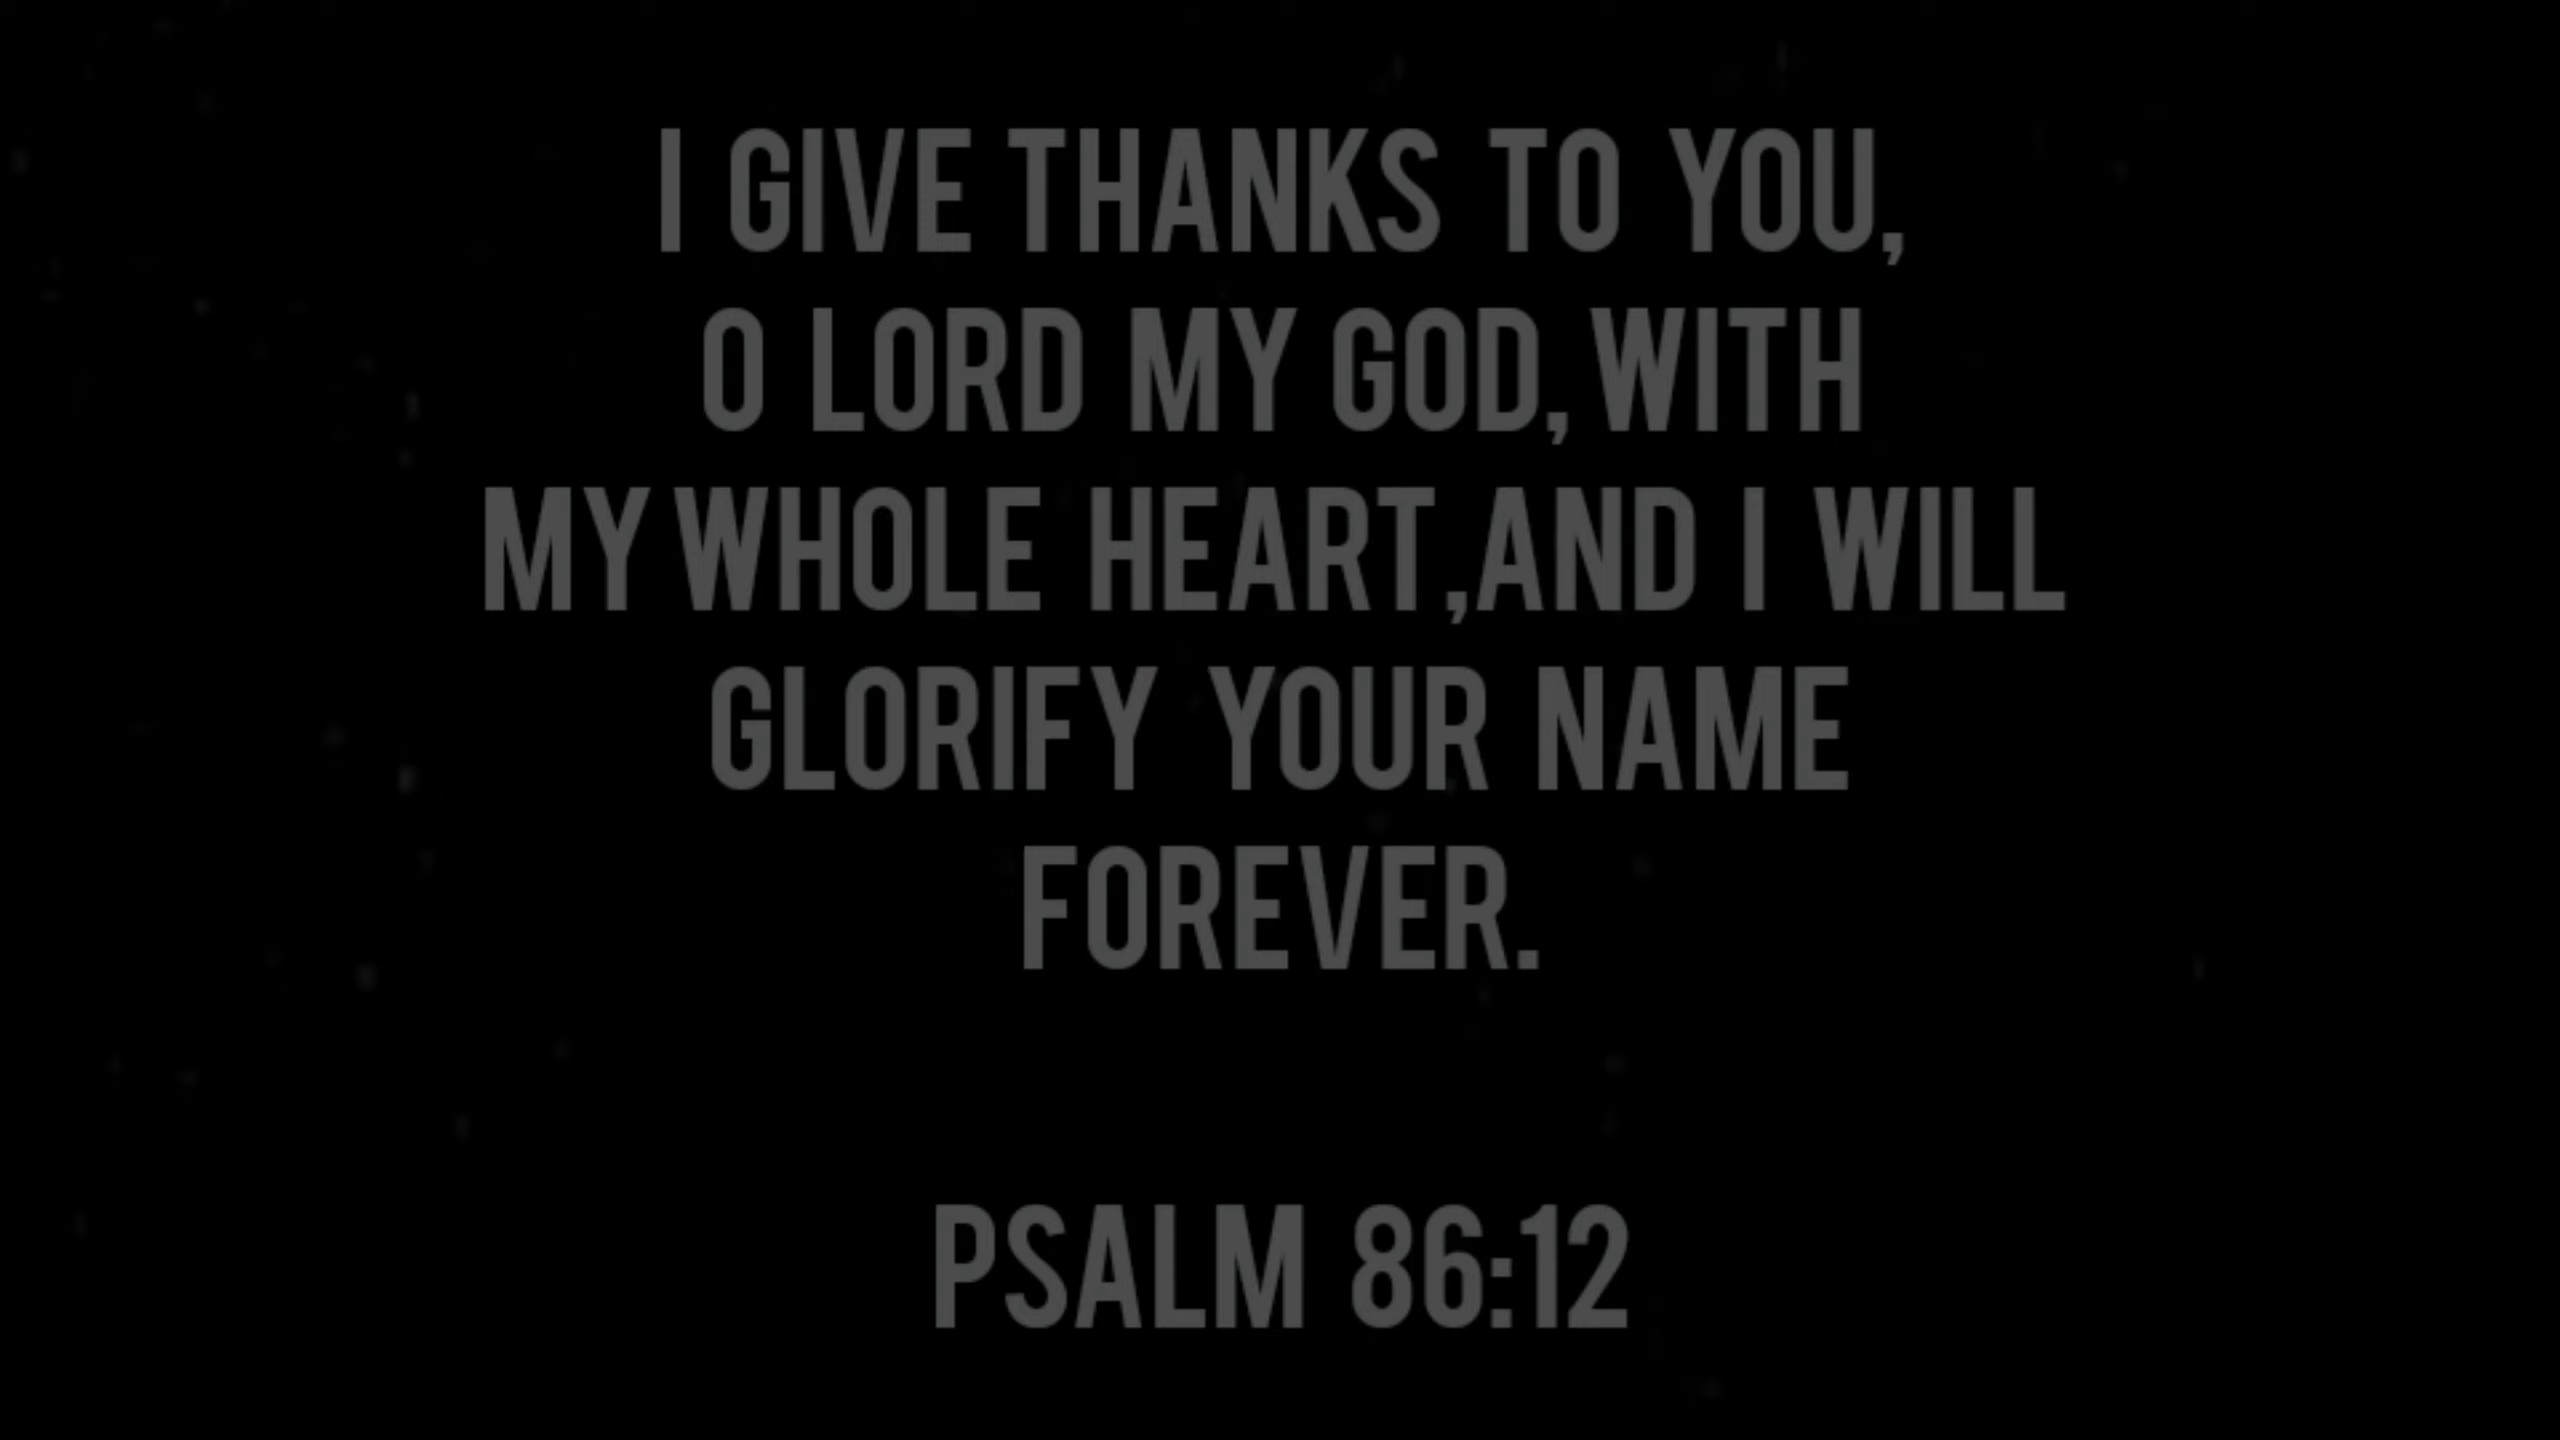 I GIVE THANKS TO YOU,
O LORD MY GOD, WITH
MY WHOLE HEART,AND I WILL
GLORIFY YOUR NAME
FOREVER.
PSALM 86:12